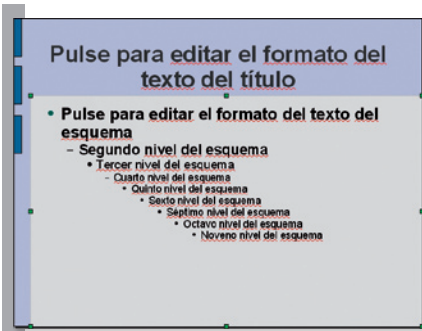 Pulse para editar el formato del
texto del título
• Pulse para editar el formato del texto del
esquema
– Segundo nivel del esquema
• Tercer nivel del esquema
– Cuarto nivel del esquema
• Quinto nivel del esquema
• Sexto nivel del esquema
• Séptimo nivel del esquema
• Octavo nivel del esquema
• Noveno nivel del esquema